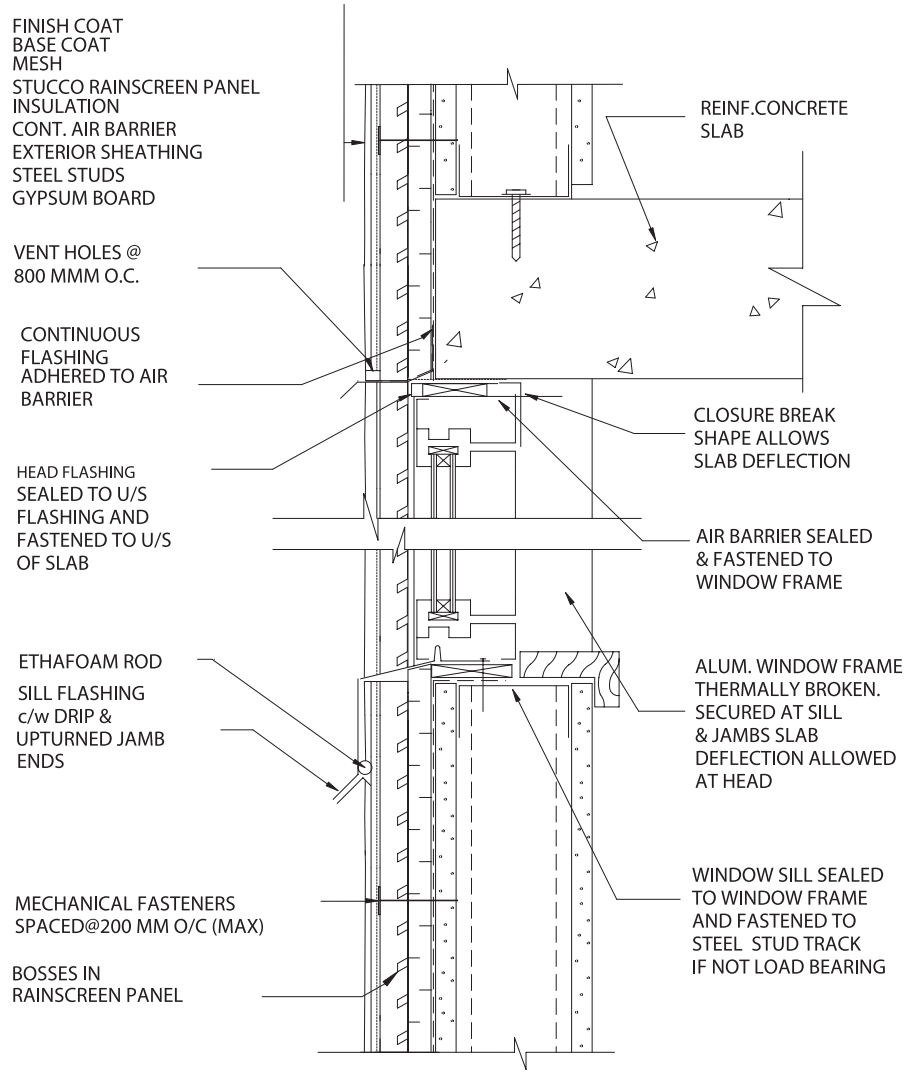 FINISH COAT
BASE COAT
MESH
STUCCO RAINSCREEN PANEL
INSULATION
CONT. AIR BARRIER
EXTERIOR SHEATHING
STEEL STUDS
GYPSUM BOARD
VENT HOLES @
800 MMM O.C.
CONTINUOUS
FLASHING
ADHERED TO AIR
BARRIER
HEAD FLASHING
SEALED TO U/S
FLASHING AND
FASTENED TO U/S
OF SLAB
ETHAFOAM ROD
SILL FLASHING
c/w DRIP &
UPTURNED JAMB
ENDS
MECHANICAL FASTENERS
SPACED@200 MM O/C (MAX)
BOSSES IN
RAINSCREEN PANEL
REINF.CONCRETE
SLAB
CLOSURE BREAK
SHAPE ALLOWS
SLAB DEFLECTION
AIR BARRIER SEALED
& FASTENED TO
WINDOW FRAME
ALUM. WINDOW FRAME
THERMALLY BROKEN.
SECURED AT SILL
& JAMBS SLAB
DEFLECTION ALLOWED
AT HEAD
WINDOW SILL SEALED
TO WINDOW FRAME
AND FASTENED TO
STEEL STUD TRACK
IF NOT LOAD BEARING